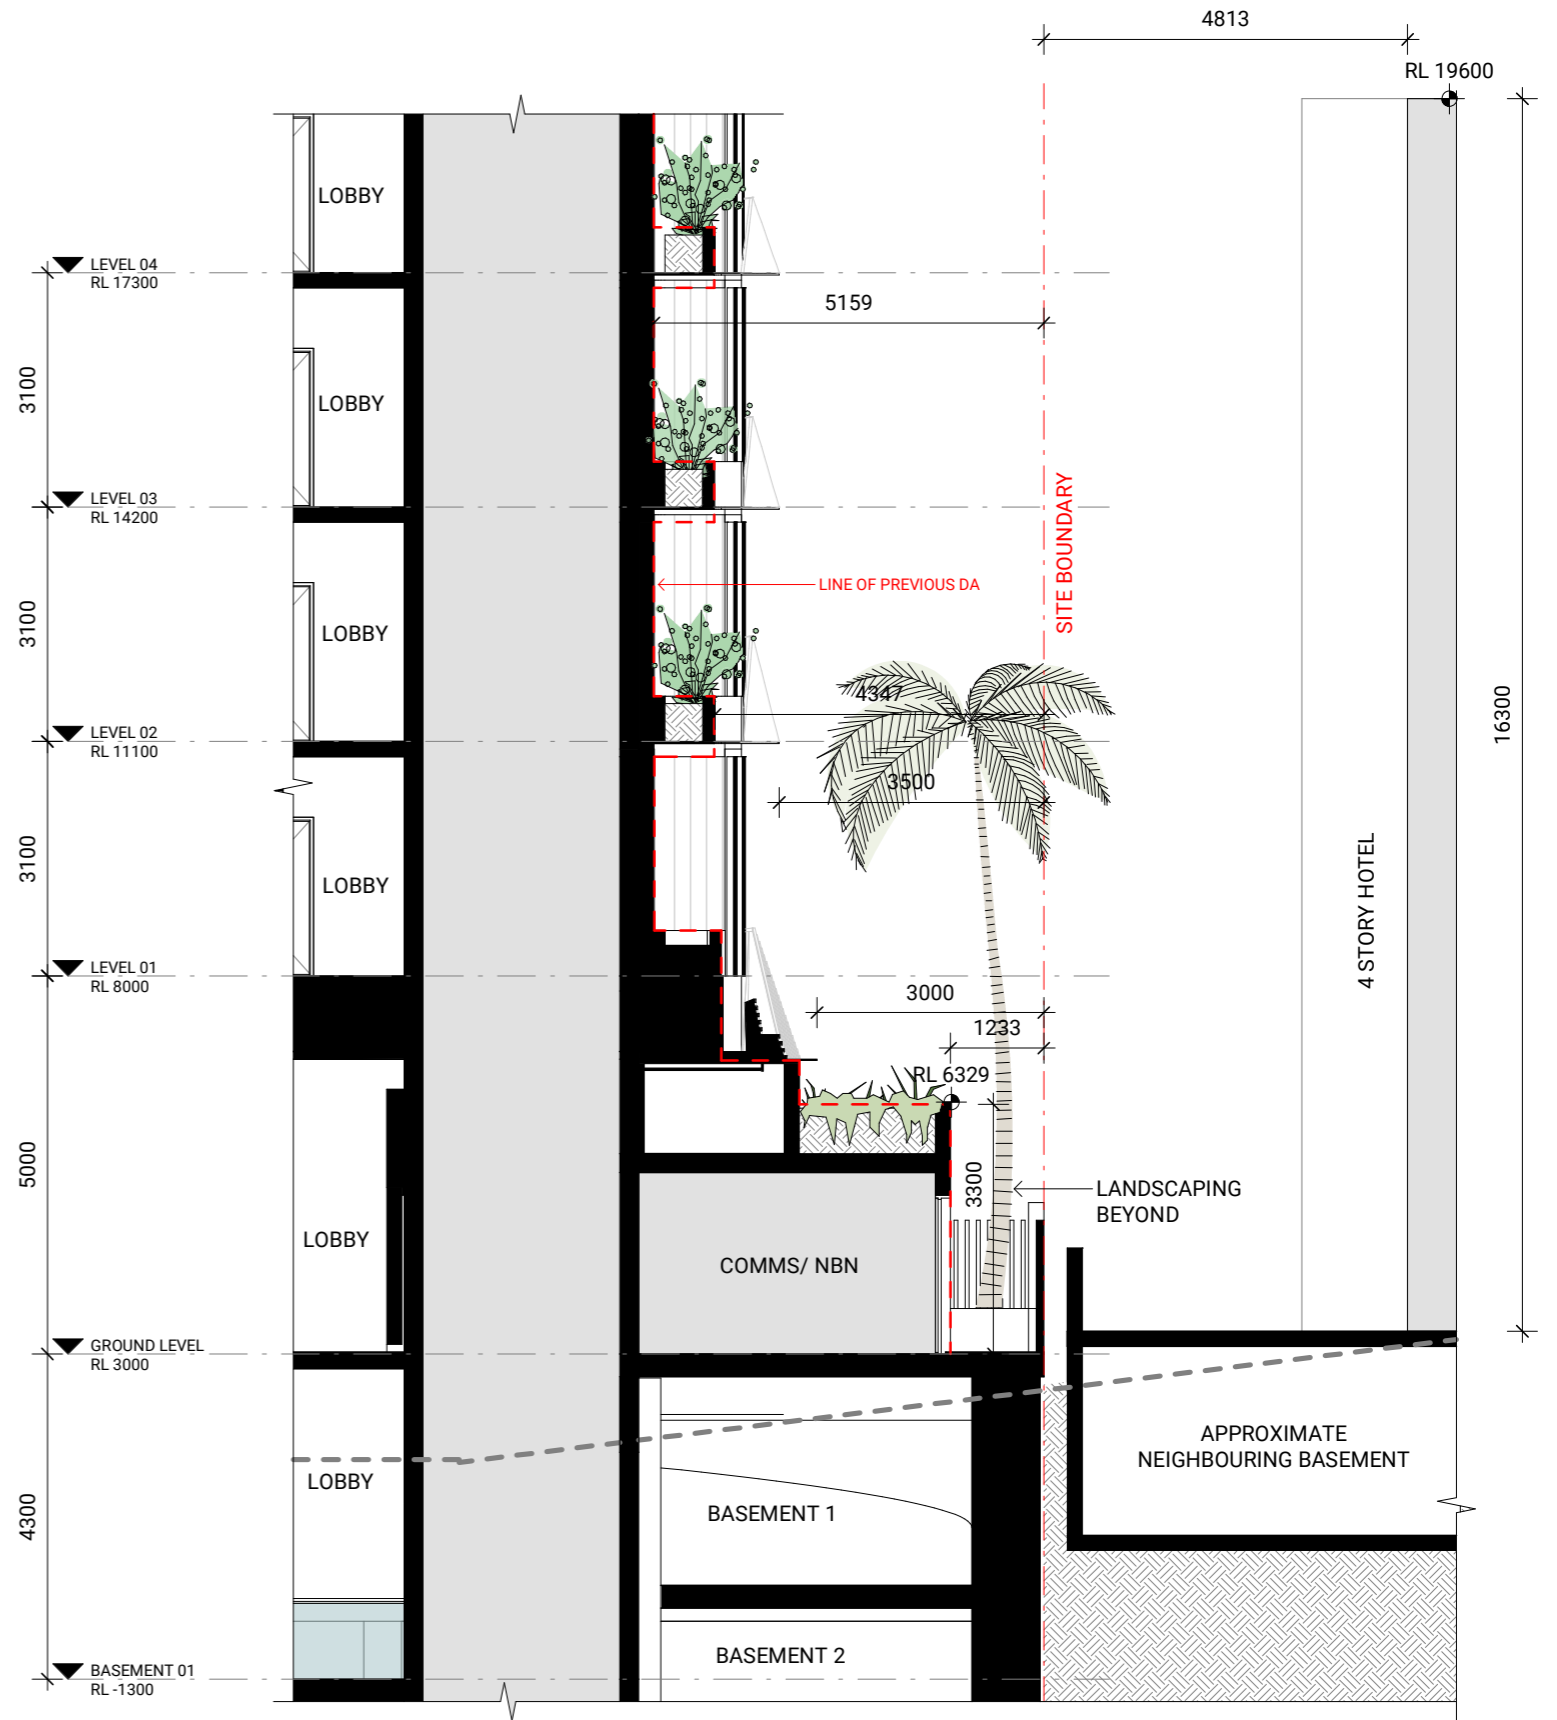 4813
RL 19600
LOBBY
LEVEL 04
RL 17300
5159
3100
LOBBY
LEVEL 03
RL 14200
SITE BOUNDARY
LINE OF PREVIOUS DA
3100
LOBBY
4347
16300
LEVEL 02
RL 11100
3500
3100
LOBBY
4 STORY HOTEL
LEVEL 01
RL 8000
3000
1233
RL 6329
5000
3300
LANDSCAPING
BEYOND
LOBBY
COMMS/ NBN
GROUND LEVEL
RL 3000
APPROXIMATE
NEIGHBOURING BASEMENT
LOBBY
4300
BASEMENT 1
BASEMENT 2
BASEMENT 01
RL -1300